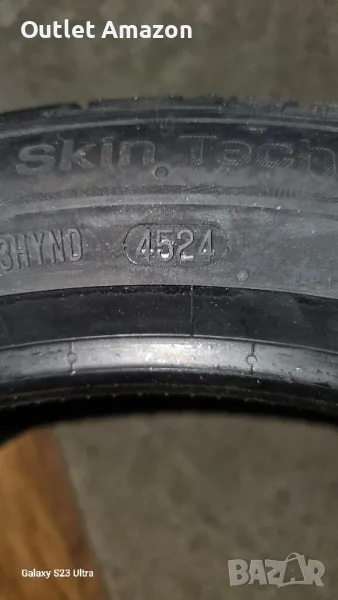 Outlet Amazon
Skin Tech
3HYND 4524
Galaxy S23 Ultra
BAZAR